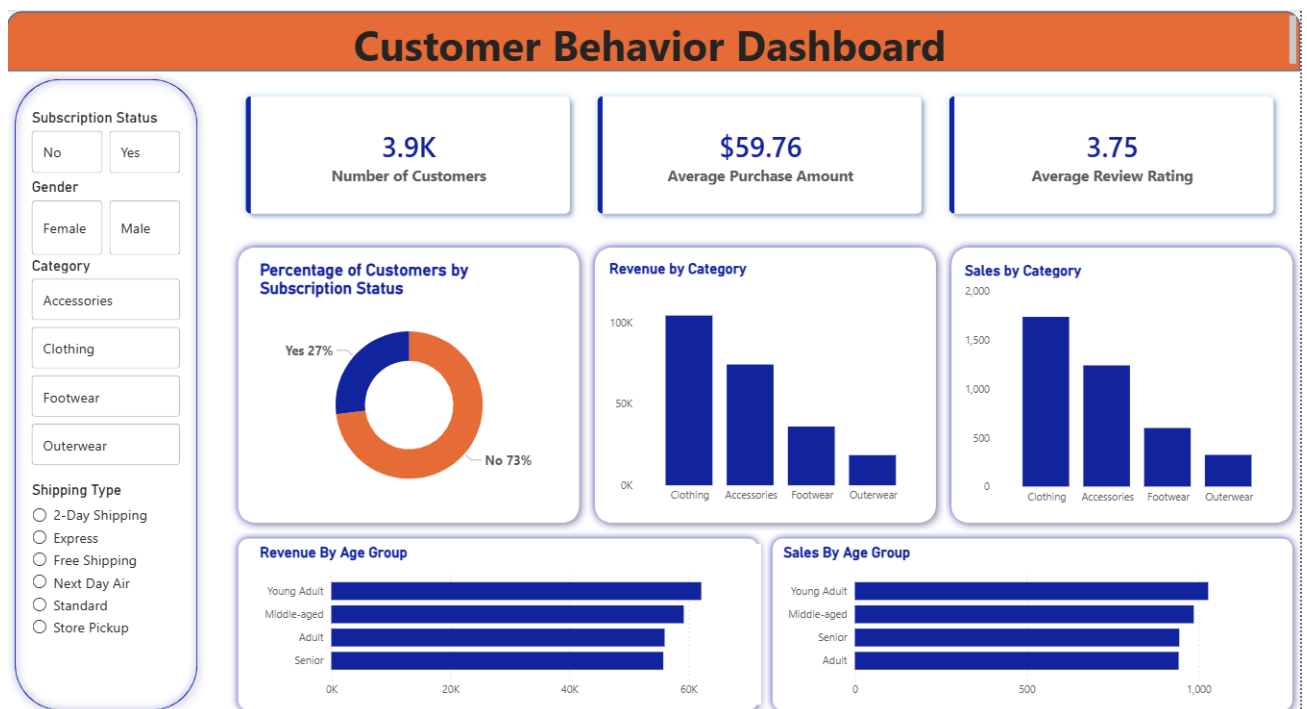 Customer Behavior Dashboard
Subscription Status
No
Yes
Gender
Female
Male
Category
Accessories
Clothing
Footwear
Outerwear
Shipping Type
2-Day Shipping
Express
Free Shipping
Next Day Air
Standard
Store Pickup
3.9K
Number of Customers
$59.76
Average Purchase Amount
3.75
Average Review Rating
Percentage of Customers by
Subscription Status
Yes 27%
No 73%
Revenue by Category
100K
50K
0K
Clothing Accessories Footwear Outerwear
Sales by Category
2,000
1,500
1,000
500
0
Clothing Accessories Footwear Outerwear
Revenue By Age Group
Young Adult
Middle-aged
Adult
Senior
0K 20K 40K 60K
Sales By Age Group
Young Adult
Middle-aged
Senior
Adult
0 500 1,000